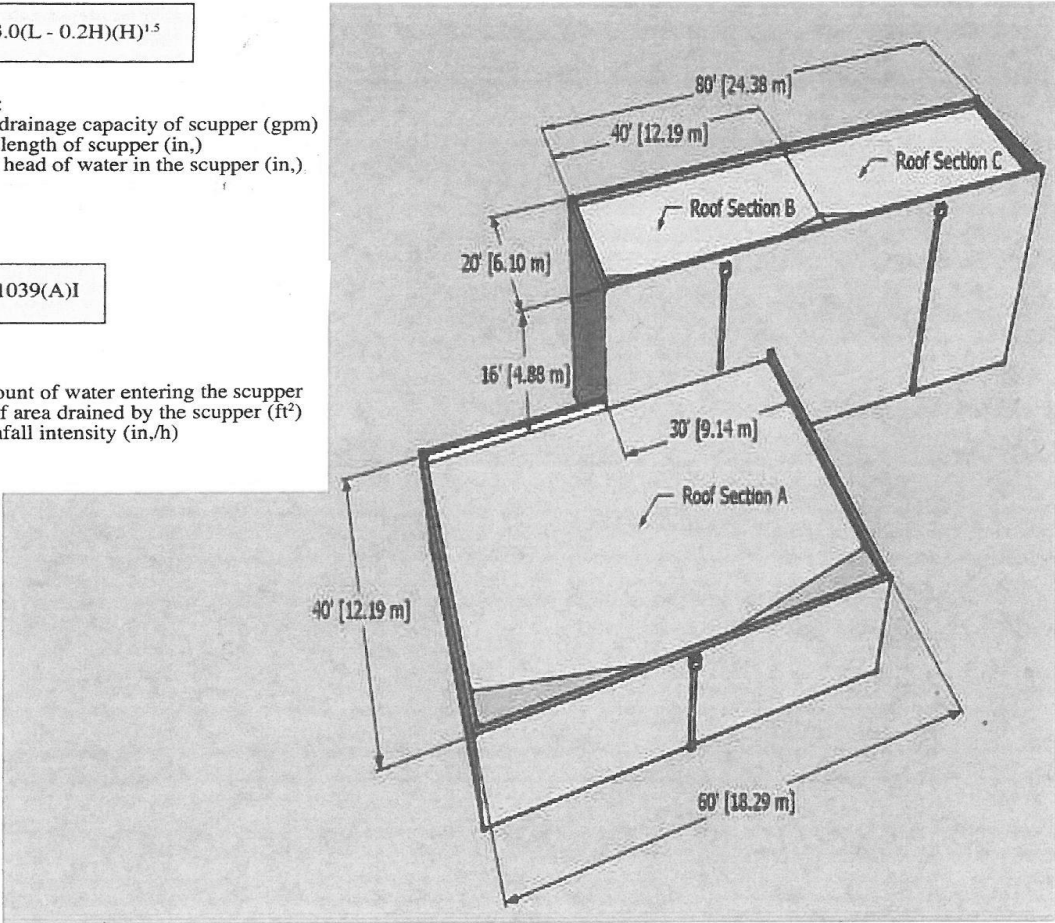 .0(L - 0.2H)(H)¹·⁵
drainage capacity of scupper (gpm)
length of scupper (in,)
head of water in the scupper (in,)
1039(A)I
ount of water entering the scupper
f area drained by the scupper (ft²)
nfall intensity (in,/h)
80' [24.38 m]
40' [12.19 m]
Roof Section C
Roof Section B
20' [6.10 m]
16' [4.88 m]
30' [9.14 m]
Roof Section A
40' [12.19 m]
60' [18.29 m]